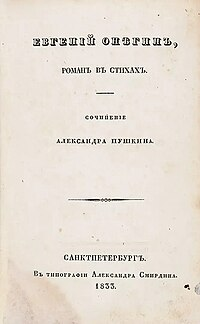 ЕВГЕНІЙ ОНѢГИНЪ,
РОМАНЪ ВЪ СТИХАХЪ.
СОЧИНЕНІЕ
АЛЕКСАНДРА ПУШКИНА.
САНКТПЕТЕРБУРГЪ.
Въ типографіи Александра Смирдина.
1833.